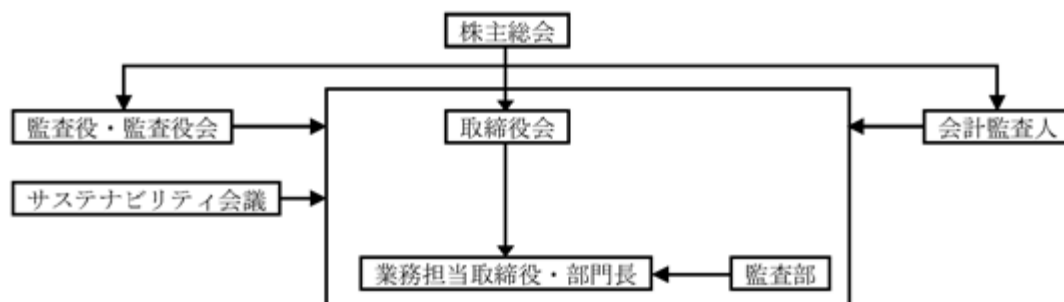 株主総会
監査役・監査役会
取締役会
会計監査人
サステナビリティ会議
業務担当取締役・部門長
監査部